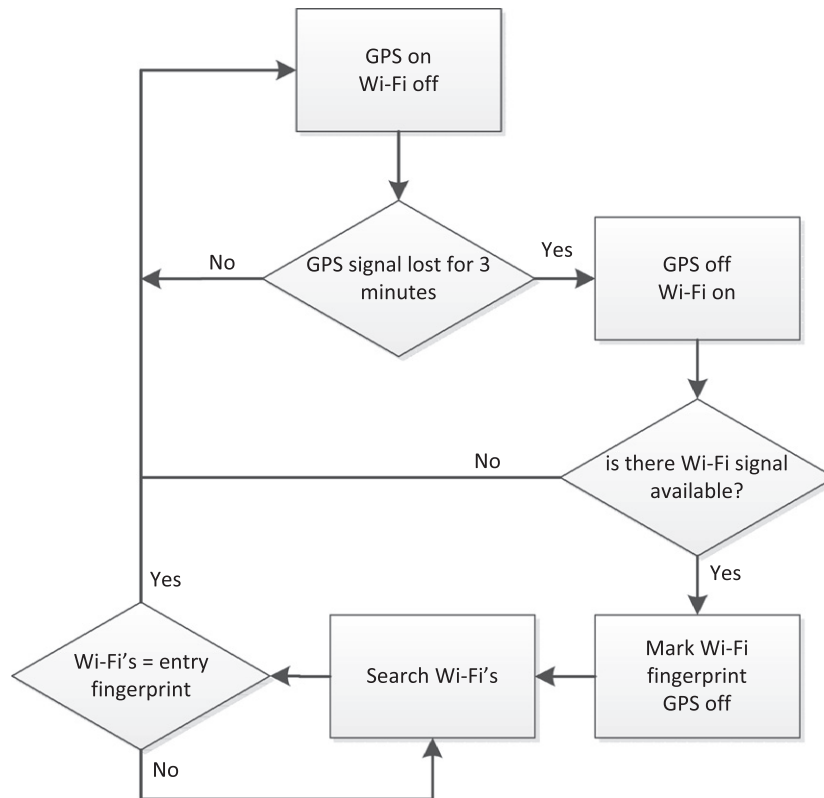 GPS on
Wi-Fi off
GPS signal lost for 3
minutes
No
Yes
GPS off
Wi-Fi on
is there Wi-Fi signal
available?
No
Yes
Mark Wi-Fi
fingerprint
GPS off
Search Wi-Fi's
Wi-Fi's = entry
fingerprint
Yes
No